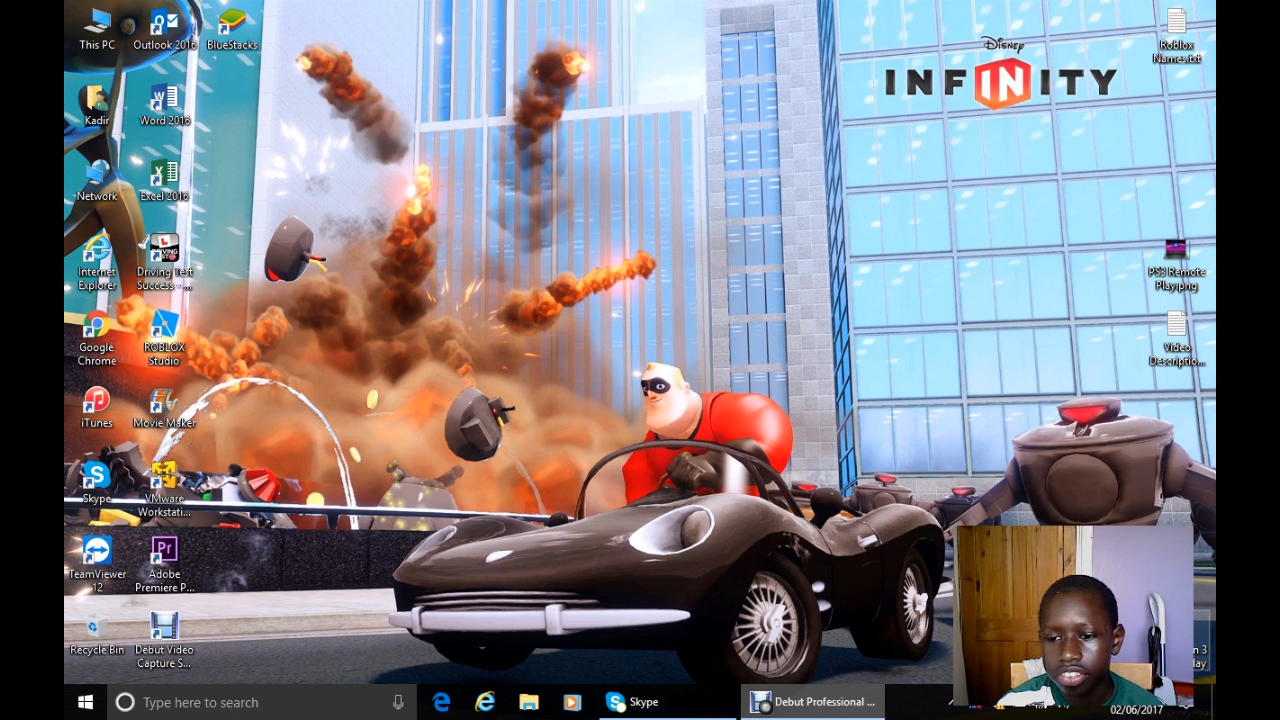 This PC
Outlook 2016
BlueStacks
Disney
INFINITY
Roblox
Names.txt
Kadir
Word 2016
Network
Excel 2016
Internet
Explorer
Driving Test
Success - ...
PS3 Remote
Play.png
Google
Chrome
ROBLOX
Studio
Video
Descriptio...
iTunes
Movie Maker
Skype
VMware
Workstati...
TeamViewer
12
Adobe
Premiere P...
Recycle Bin
Debut Video
Capture S...
Type here to search
Skype
Debut Professional ...
02/06/2017